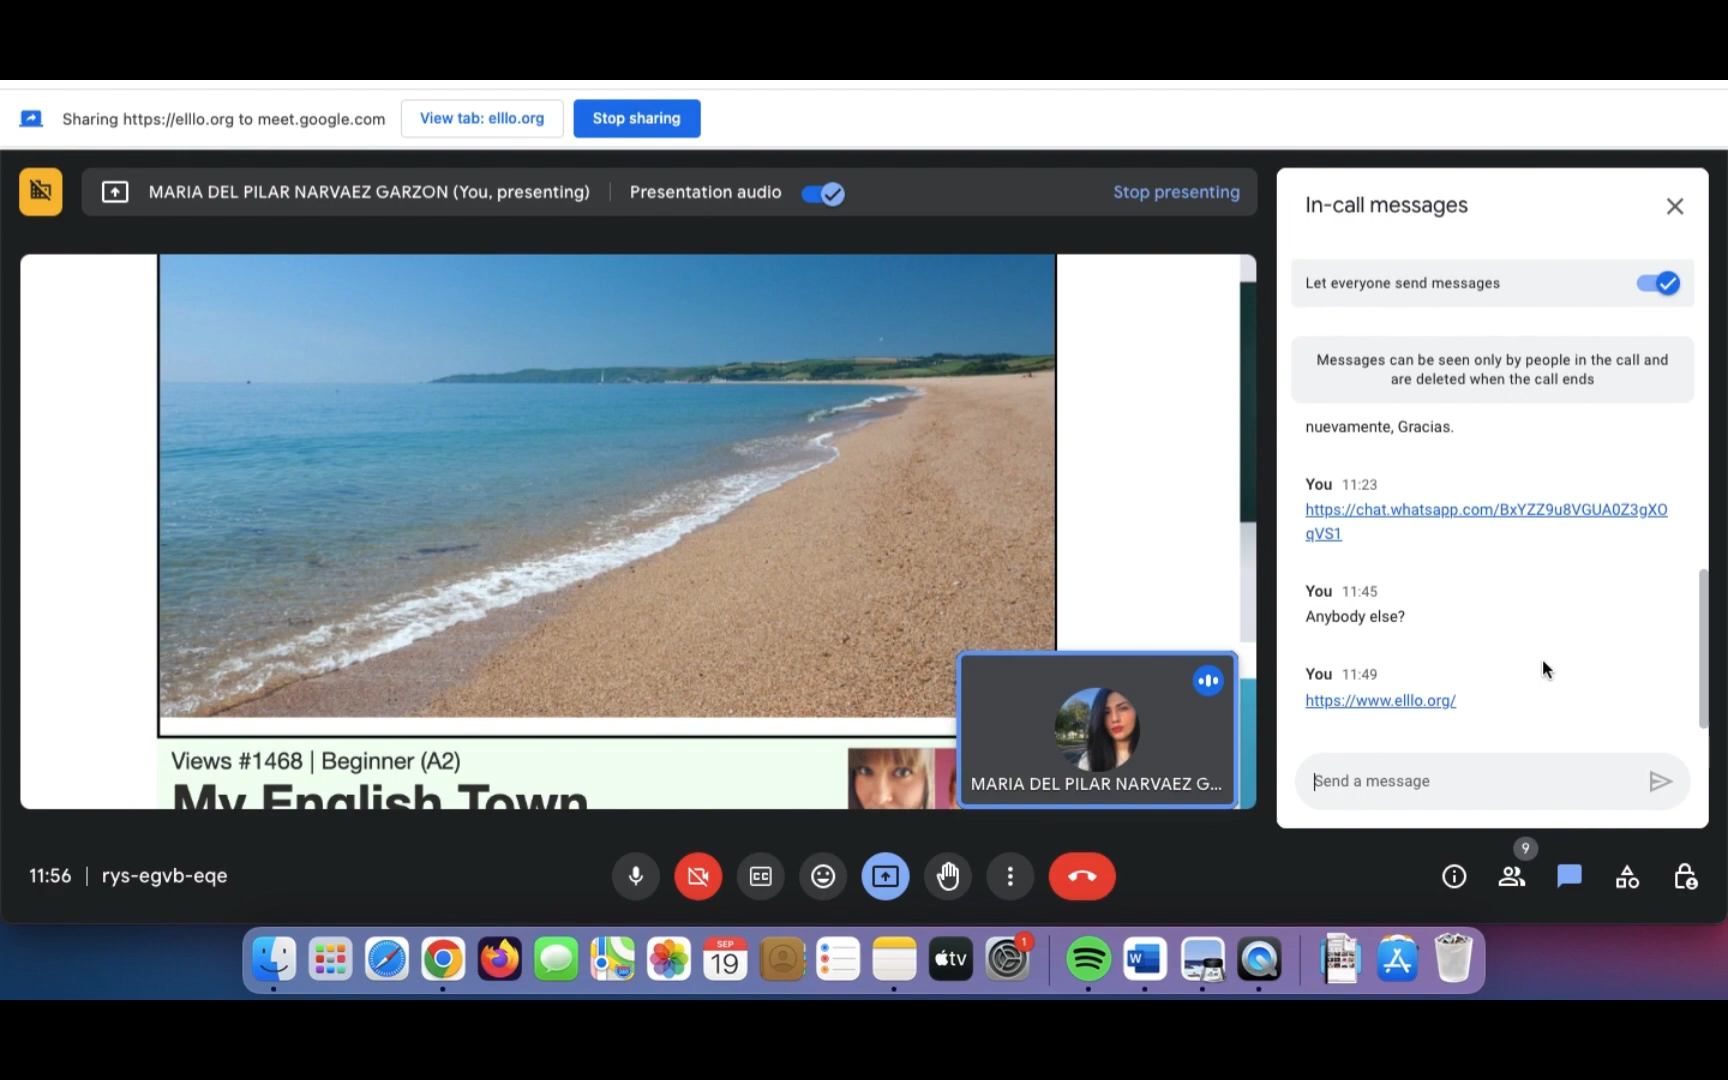 Sharing https://elllo.org to meet.google.com
View tab: elllo.org
Stop sharing
MARIA DEL PILAR NARVAEZ GARZON (You, presenting)
Presentation audio
Stop presenting
Views #1468 | Beginner (A2)
My English Town
MARIA DEL PILAR NARVAEZ G...
In-call messages
Let everyone send messages
Messages can be seen only by people in the call and
are deleted when the call ends
nuevamente, Gracias.
You 11:23
https://chat.whatsapp.com/BxYZZ9u8VGUA0Z3gXO
qVS1
You 11:45
Anybody else?
You 11:49
https://www.elllo.org/
Send a message
11:56 | rys-egvb-eqe
CC
9
SEP
19
tv
1
W